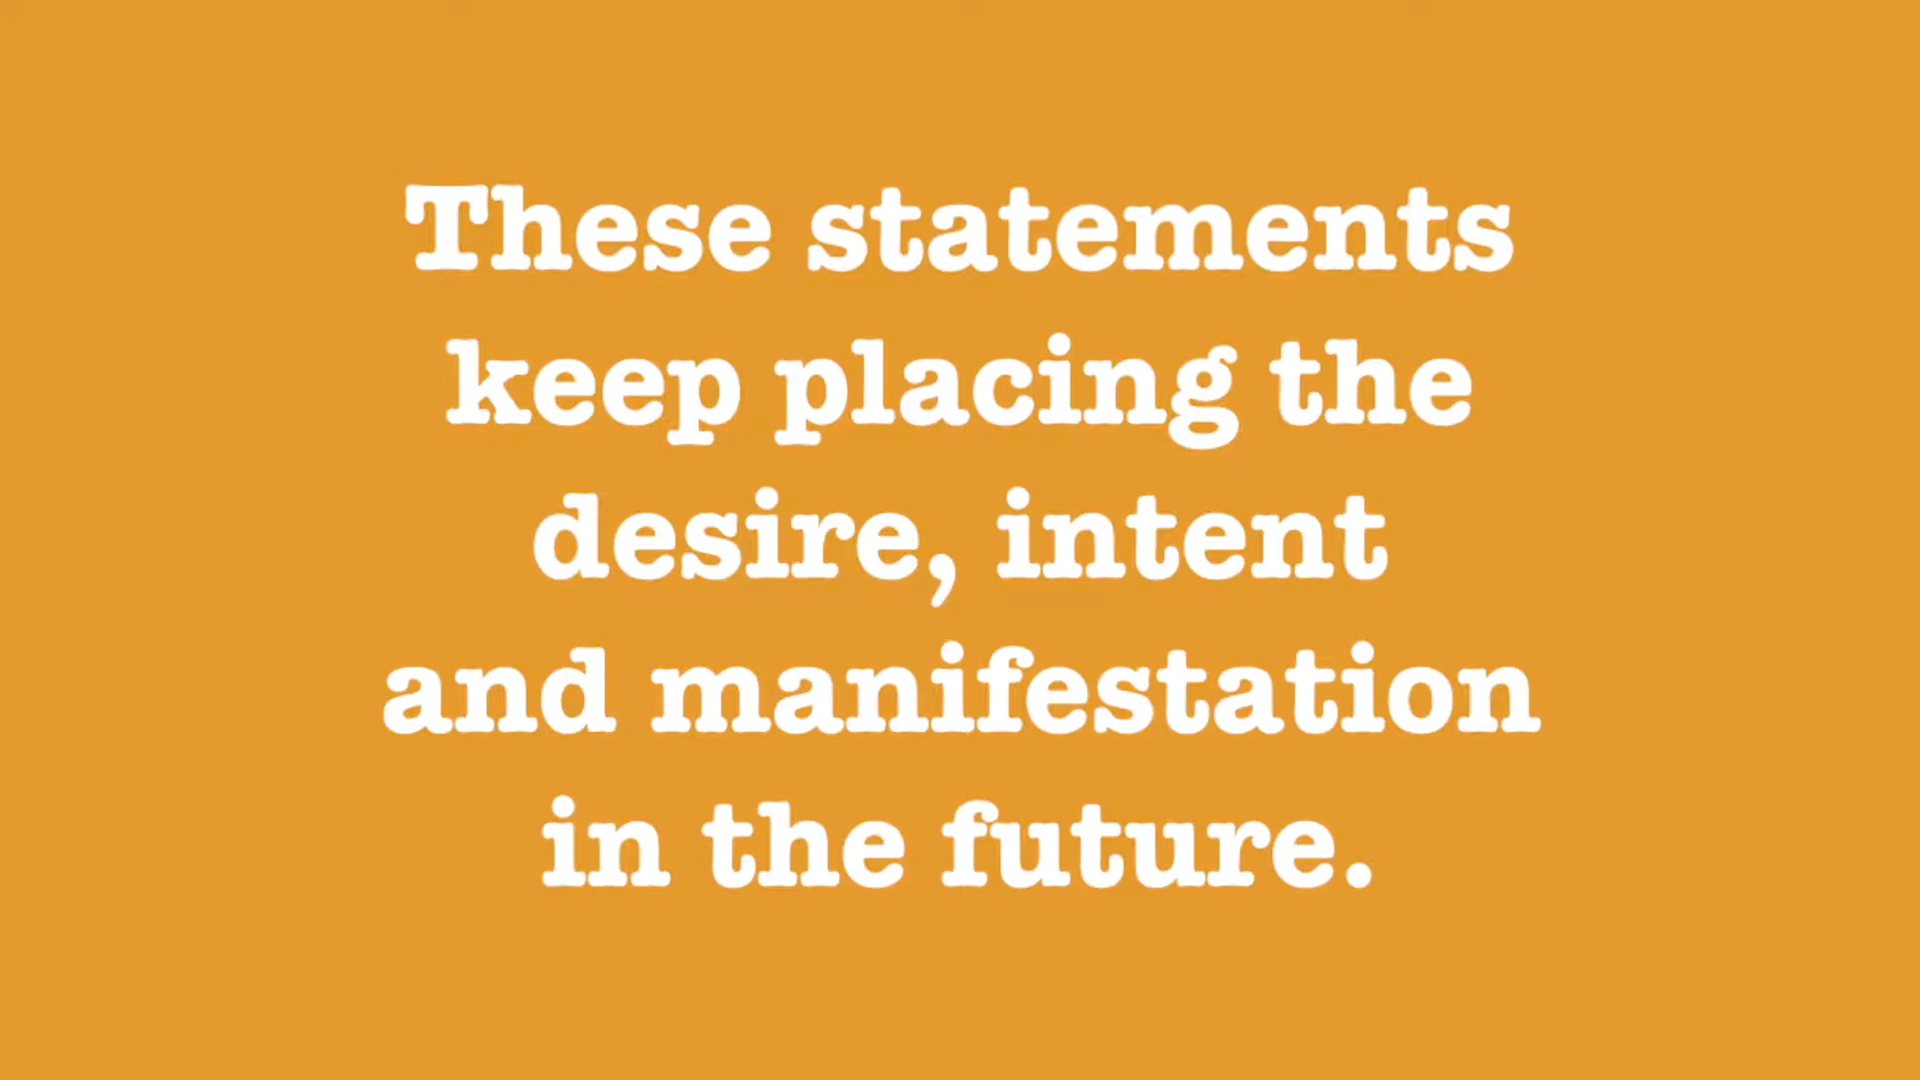 These statements
keep placing the
desire, intent
and manifestation
in the future.